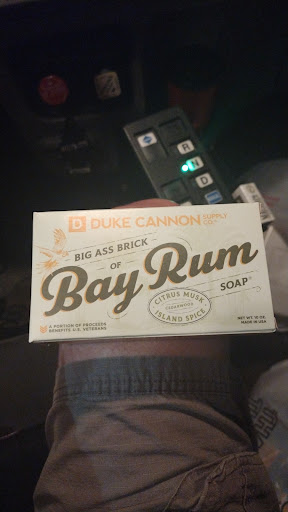 R
N
D
D DUKE CANNON SUPPLY CO.
BIG ASS BRICK
OF
Bay Rum
SOAP
CITRUS MUSK
CEDARWOOD
ISLAND SPICE
A PORTION OF PROCEEDS
BENEFITS U.S. VETERANS
NET WT. 10 OZ.
MADE IN USA